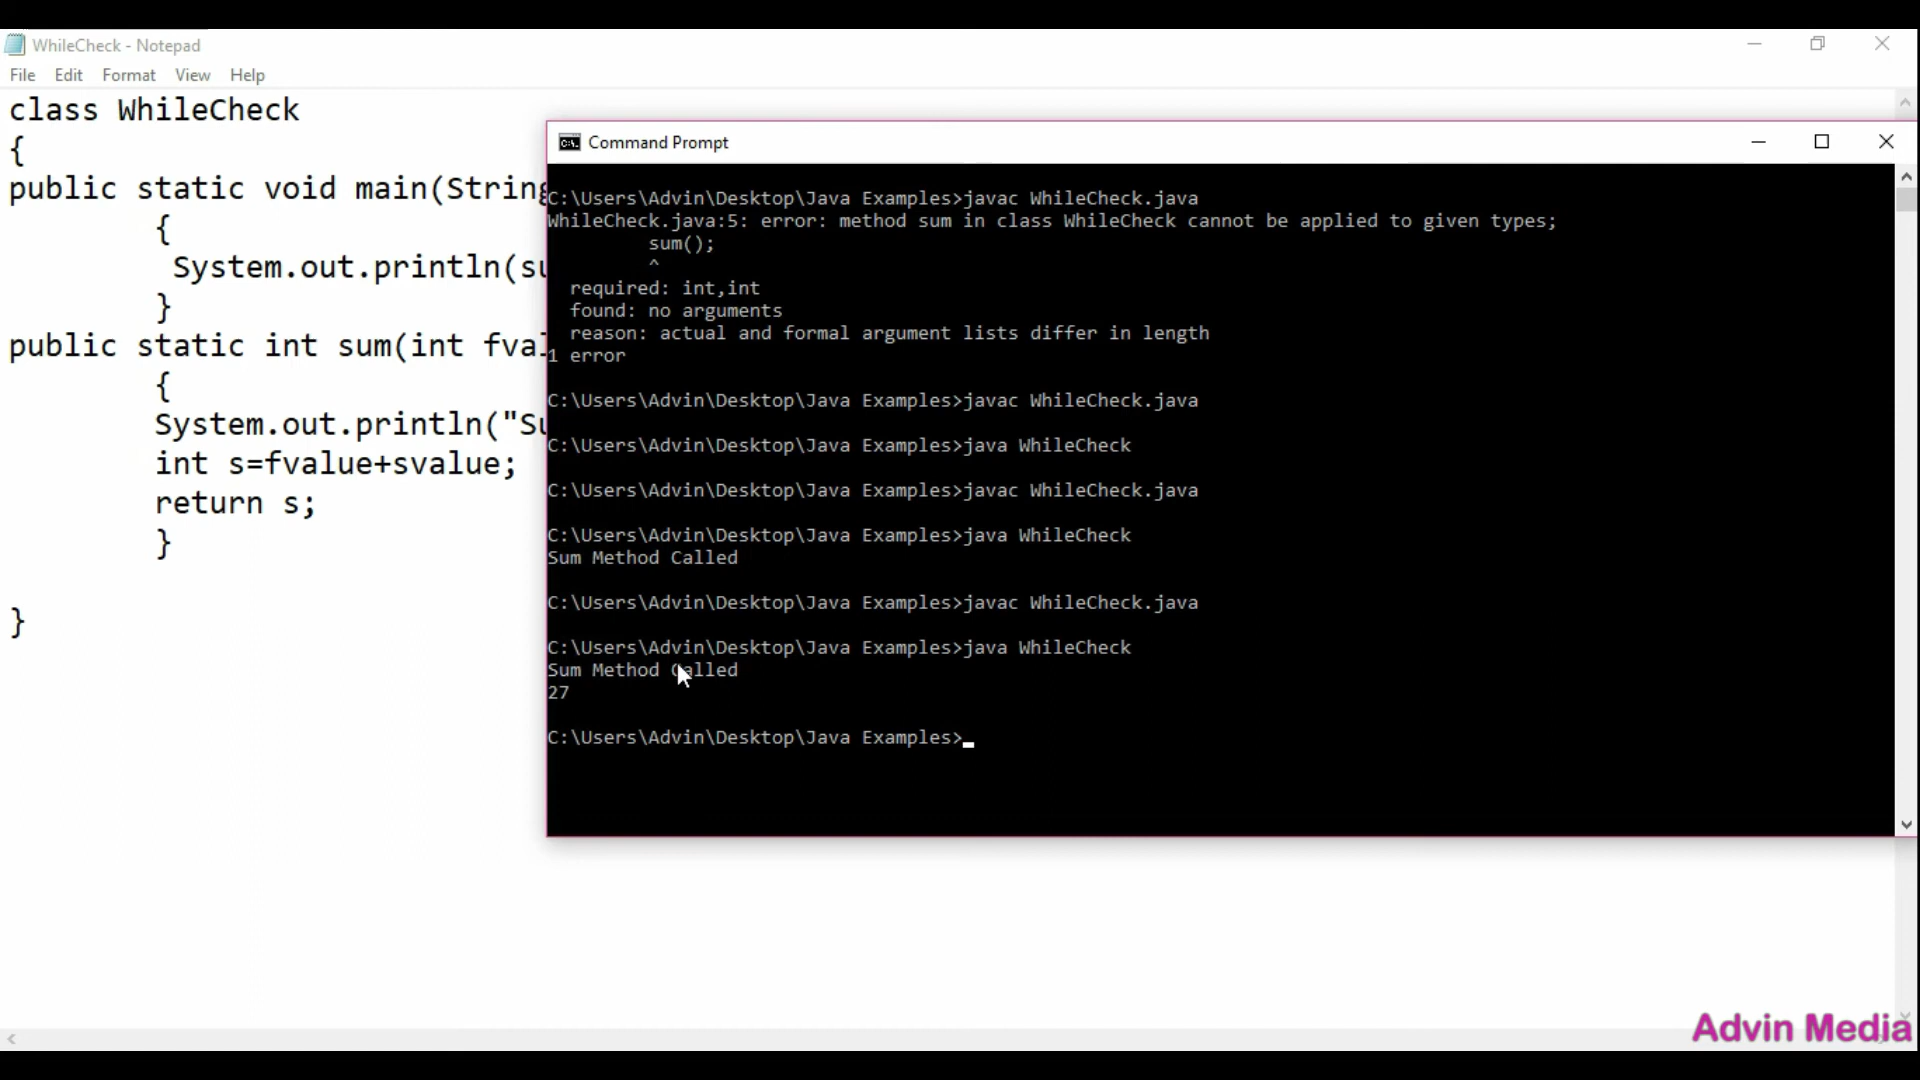 WhileCheck - Notepad
File Edit Format View Help
class WhileCheck
{
public static void main(String
{
System.out.println(su
}
public static int sum(int fval
{
System.out.println("Su
int s=fvalue+svalue;
return s;
}
}
Command Prompt
C:\Users\Advin\Desktop\Java Examples>javac WhileCheck.java
WhileCheck.java:5: error: method sum in class WhileCheck cannot be applied to given types;
sum();
^
required: int,int
found: no arguments
reason: actual and formal argument lists differ in length
1 error
C:\Users\Advin\Desktop\Java Examples>javac WhileCheck.java
C:\Users\Advin\Desktop\Java Examples>java WhileCheck
C:\Users\Advin\Desktop\Java Examples>javac WhileCheck.java
C:\Users\Advin\Desktop\Java Examples>java WhileCheck
Sum Method Called
C:\Users\Advin\Desktop\Java Examples>javac WhileCheck.java
C:\Users\Advin\Desktop\Java Examples>java WhileCheck
Sum Method Called
27
C:\Users\Advin\Desktop\Java Examples>
Advin Media